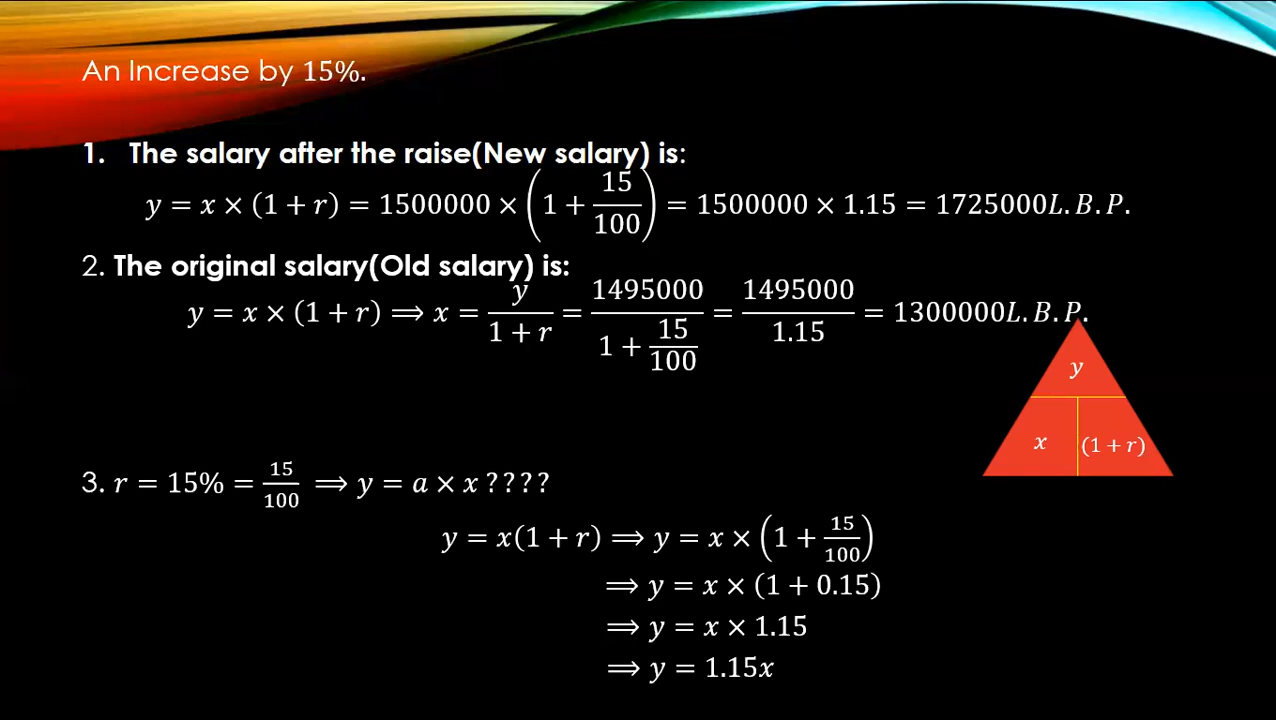 An Increase by 15%.
1. The salary after the raise(New salary) is:
y = x × (1 + r) = 1500000 × (1 + 15/100) = 1500000 × 1.15 = 1725000L.B.P.
2. The original salary(Old salary) is:
y = x × (1 + r) ⟹ x = y/(1 + r) = 1495000/(1 + 15/100) = 1495000/1.15 = 1300000L.B.P.
y
x (1 + r)
3. r = 15% = 15/100 ⟹ y = a × x ????
y = x(1 + r) ⟹ y = x × (1 + 15/100)
⟹ y = x × (1 + 0.15)
⟹ y = x × 1.15
⟹ y = 1.15x